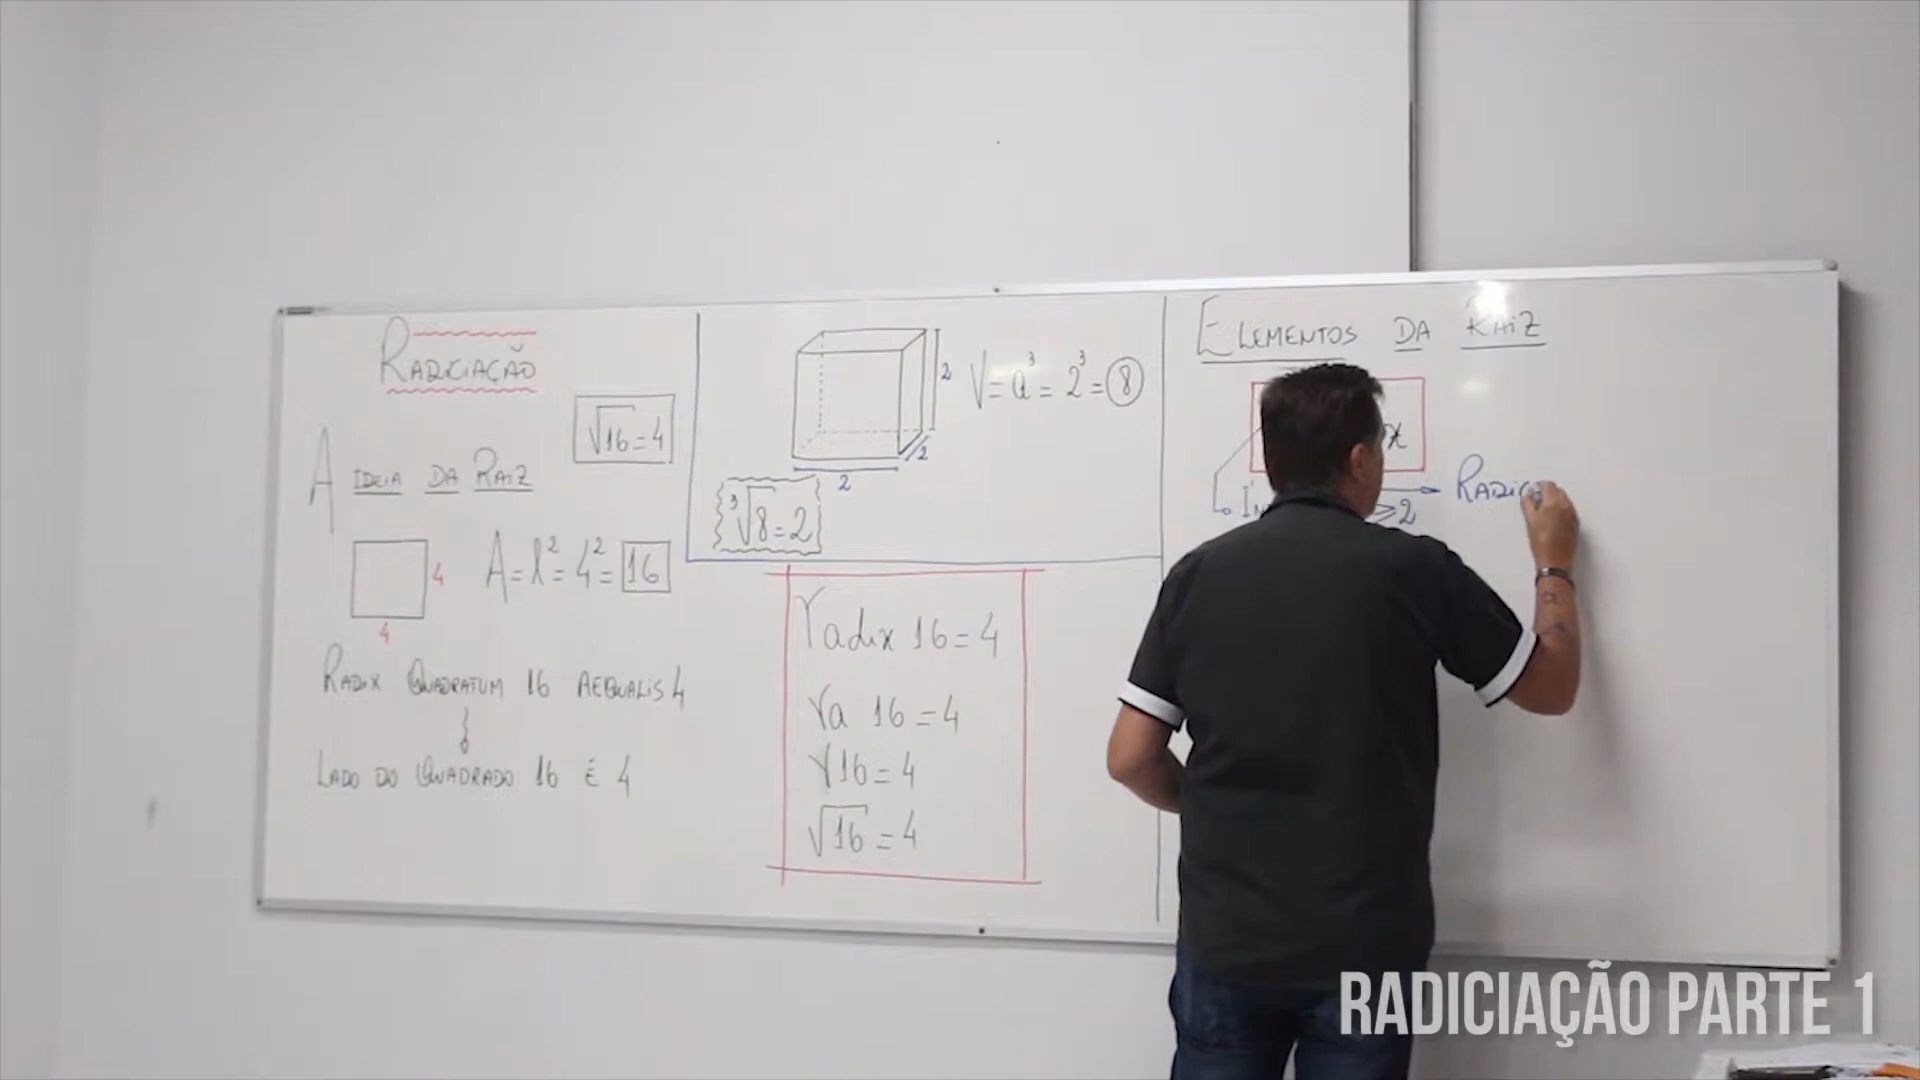 RADICIAÇÃO
√16 = 4
A IDEIA DA RAIZ
4
A = l² = 4² = 16
4
RADIX QUADRATUM 16 AEQUALIS 4
LADO DO QUADRADO 16 É 4
2
V = a³ = 2³ = 8
2
2
³√8 = 2
radix 16 = 4
ra 16 = 4
r16 = 4
√16 = 4
ELEMENTOS DA RAIZ
x
≥ 2
RADICIAÇÃO PARTE 1